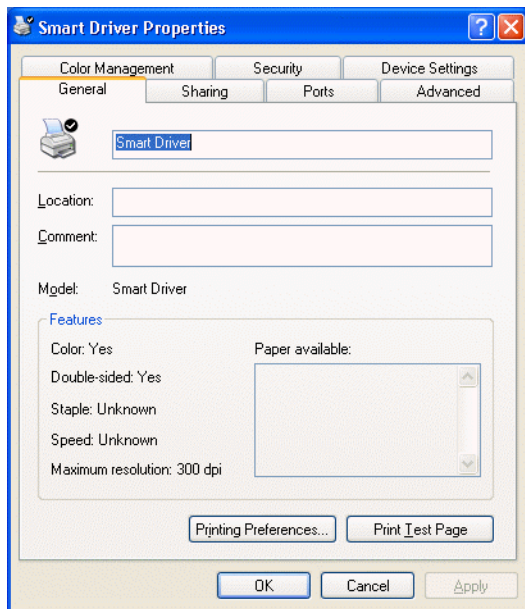 Smart Driver Properties
Color Management Security Device Settings
General Sharing Ports Advanced
Smart Driver
Location:
Comment:
Model: Smart Driver
Features
Color: Yes Paper available:
Double-sided: Yes
Staple: Unknown
Speed: Unknown
Maximum resolution: 300 dpi
Printing Preferences... Print Test Page
OK Cancel Apply